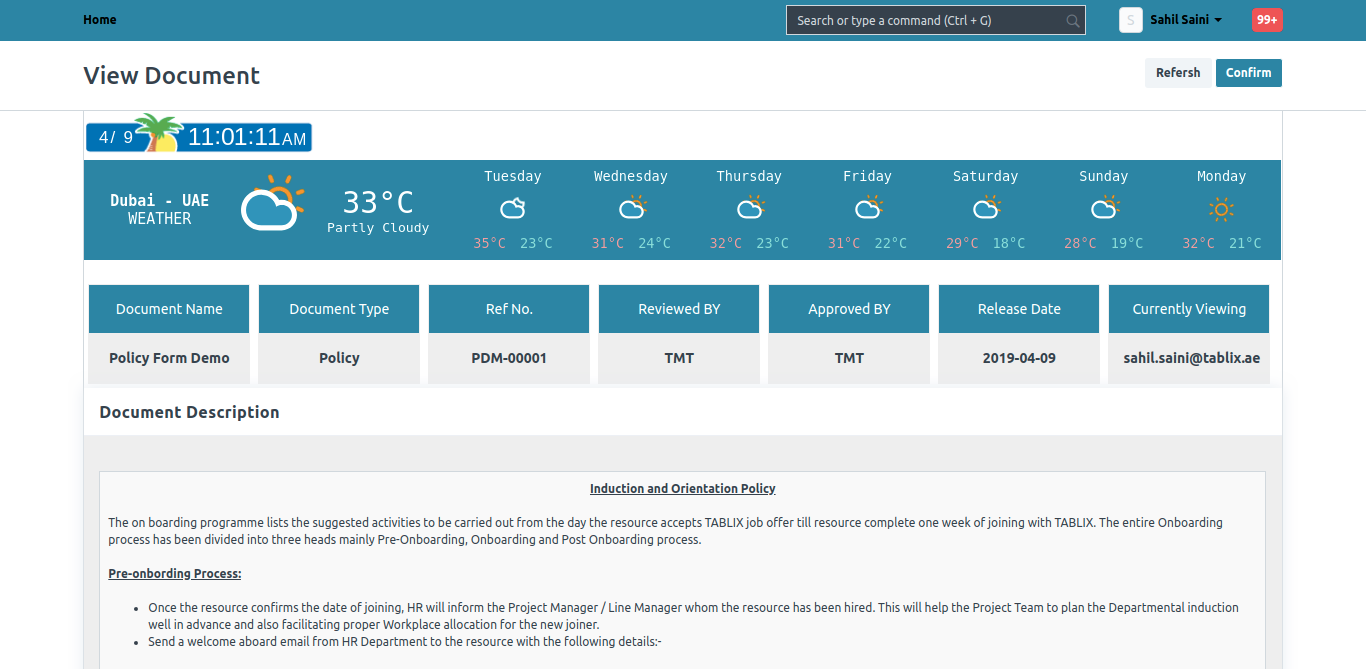 Home
Search or type a command (Ctrl + G)
S
Sahil Saini
99+
View Document
Refersh
Confirm
4/ 9
11:01:11AM
Dubai - UAE
WEATHER
33°C
Partly Cloudy
Tuesday
35°C 23°C
Wednesday
31°C 24°C
Thursday
32°C 23°C
Friday
31°C 22°C
Saturday
29°C 18°C
Sunday
28°C 19°C
Monday
32°C 21°C
Document Name
Document Type
Ref No.
Reviewed BY
Approved BY
Release Date
Currently Viewing
Policy Form Demo
Policy
PDM-00001
TMT
TMT
2019-04-09
sahil.saini@tablix.ae
Document Description
Induction and Orientation Policy
The on boarding programme lists the suggested activities to be carried out from the day the resource accepts TABLIX job offer till resource complete one week of joining with TABLIX. The entire Onboarding
process has been divided into three heads mainly Pre-Onboarding, Onboarding and Post Onboarding process.
Pre-onbording Process:
• Once the resource confirms the date of joining, HR will inform the Project Manager / Line Manager whom the resource has been hired. This will help the Project Team to plan the Departmental induction
well in advance and also facilitating proper Workplace allocation for the new joiner.
• Send a welcome aboard email from HR Department to the resource with the following details:-